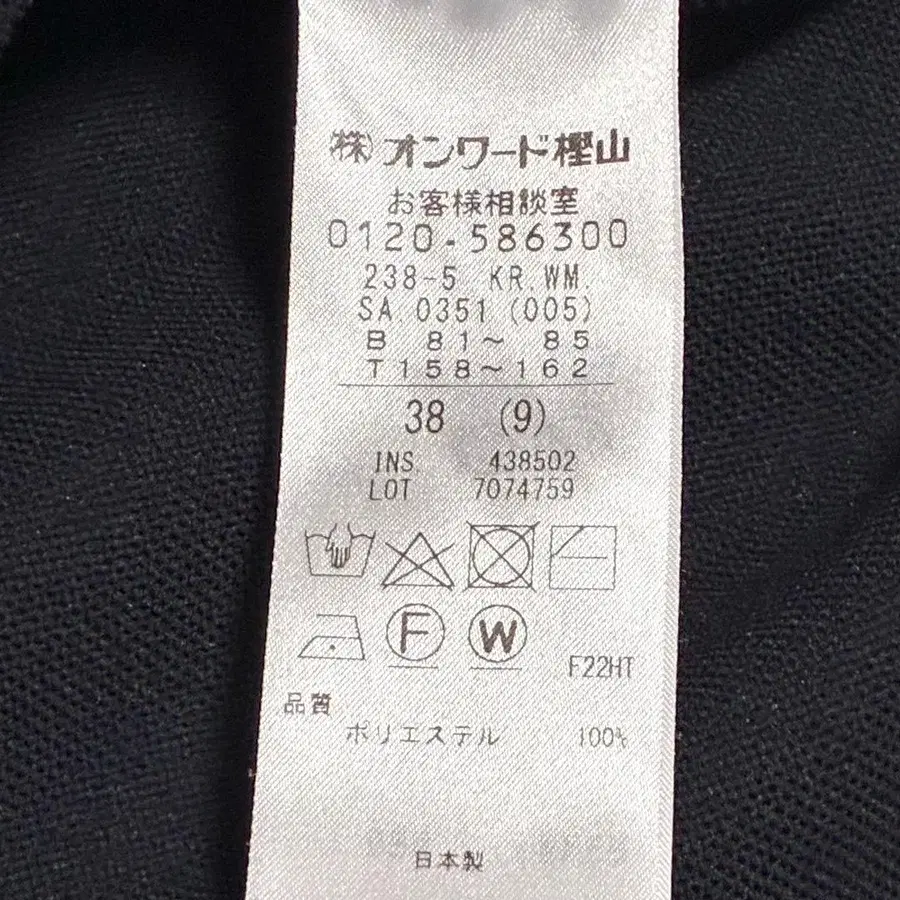 ㈱オンワード樫山
お客様相談室
0120-586300
238-5 KR.WM.
SA.0351 (005)
B 81～ 85
T158～162
38 (9)
INS 438502
LOT 7074759
F W
F22HT
品質
ポリエステル 100%
日本製